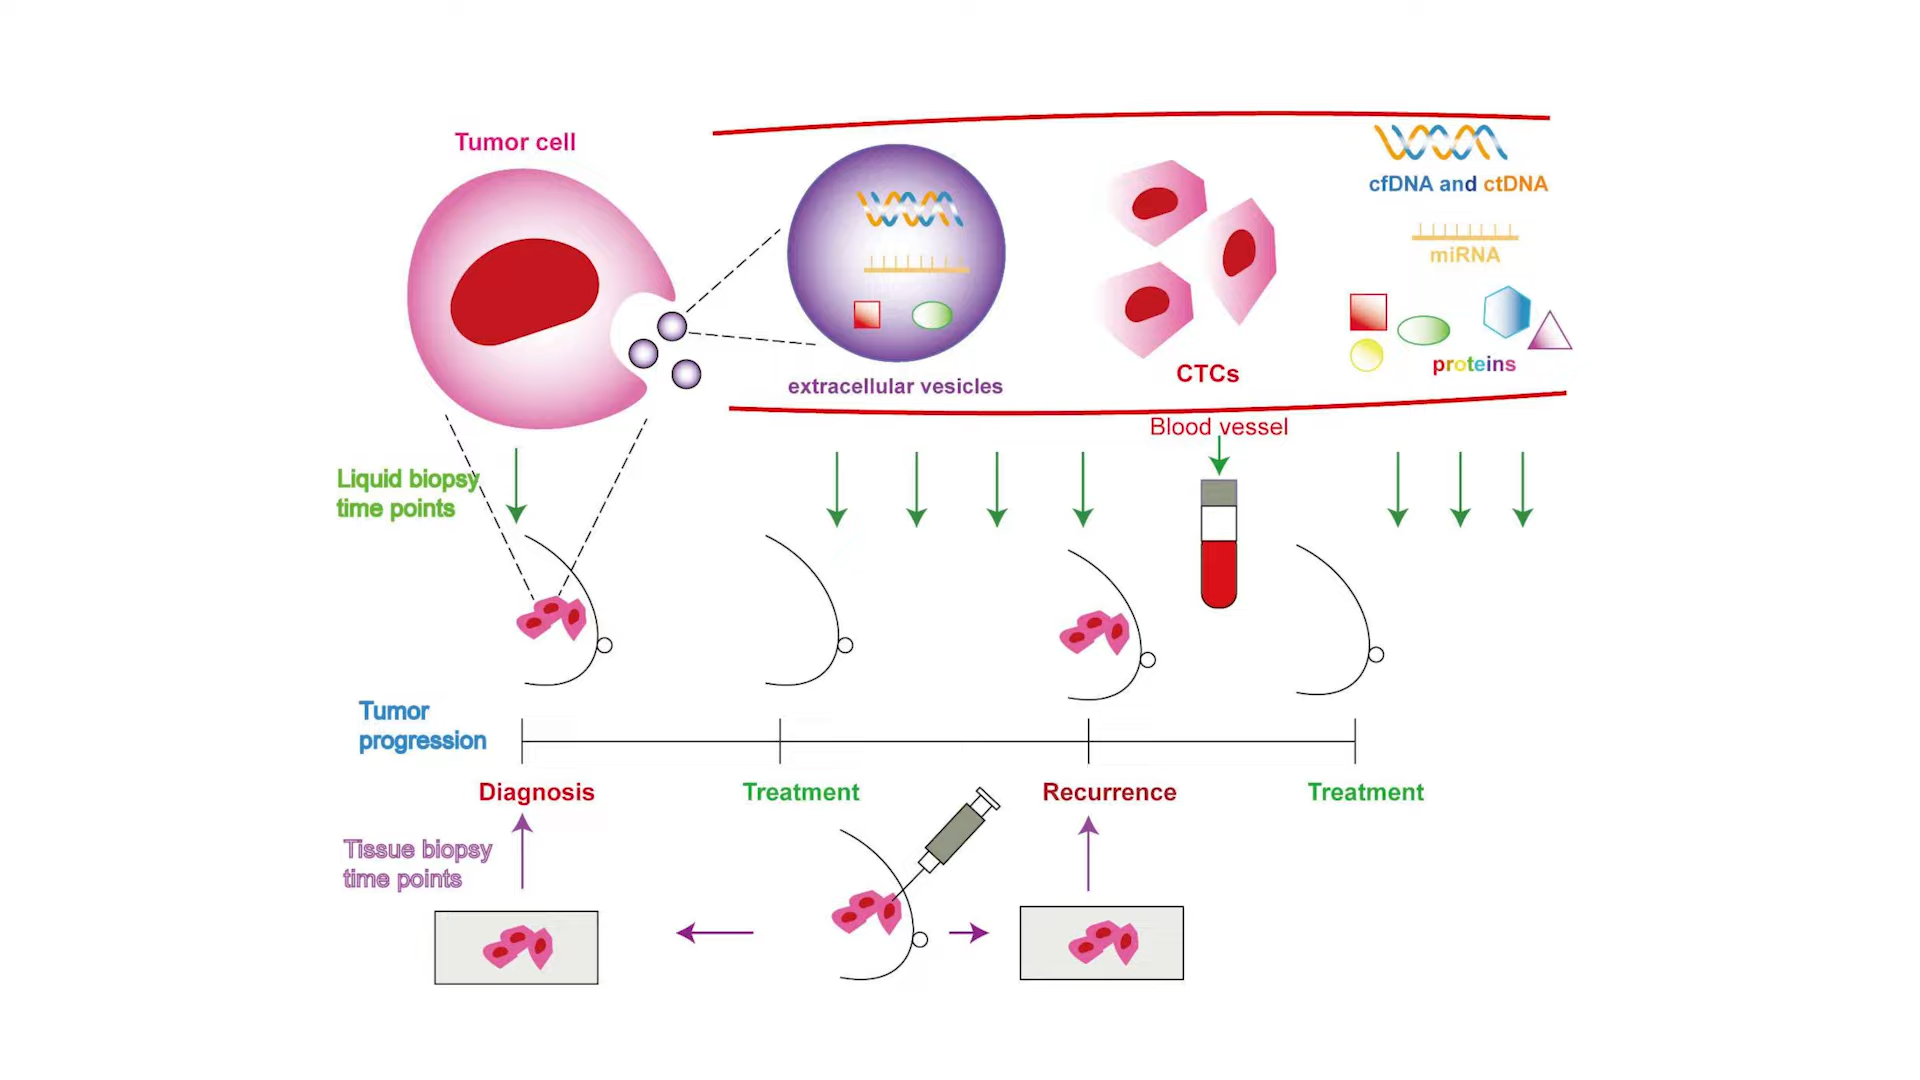 Tumor cell
cfDNA and ctDNA
miRNA
proteins
extracellular vesicles
CTCs
Blood vessel
Liquid biopsy
time points
Tumor
progression
Diagnosis
Treatment
Recurrence
Treatment
Tissue biopsy
time points